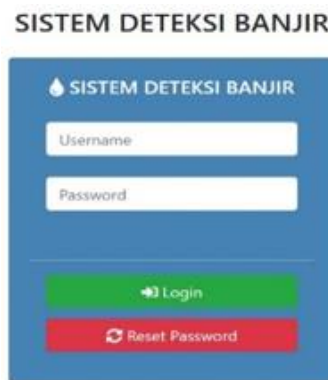 SISTEM DETEKSI BANJIR
SISTEM DETEKSI BANJIR
Username
Password
Login
Reset Password